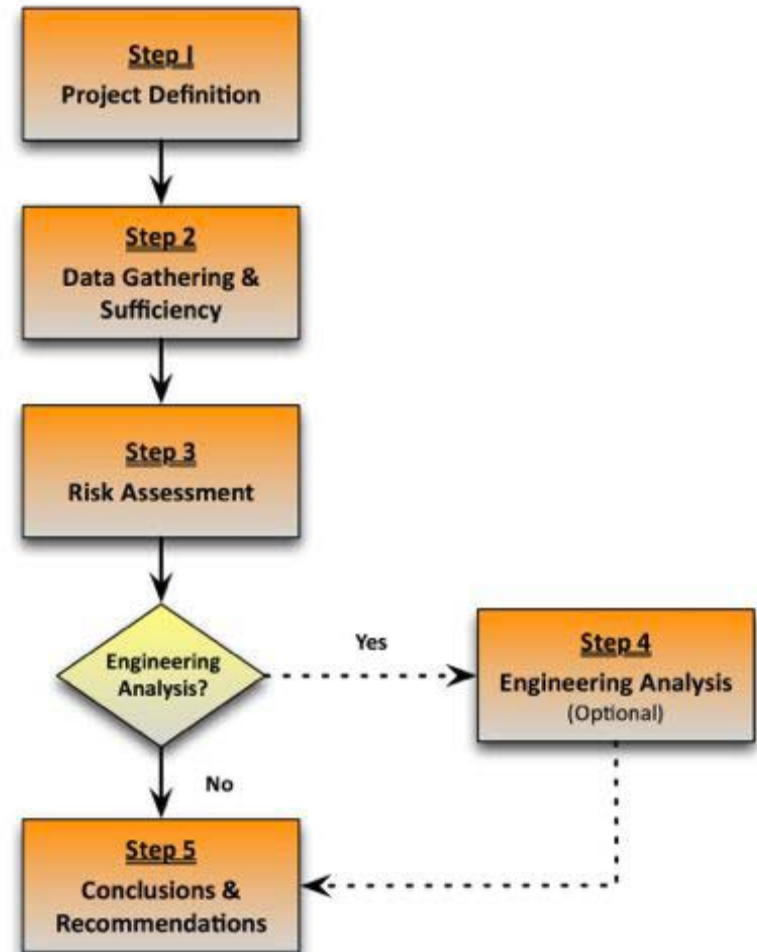 Step I
Project Definition
Step 2
Data Gathering &
Sufficiency
Step 3
Risk Assessment
Engineering
Analysis?
Yes
Step 4
Engineering Analysis
(Optional)
No
Step 5
Conclusions &
Recommendations